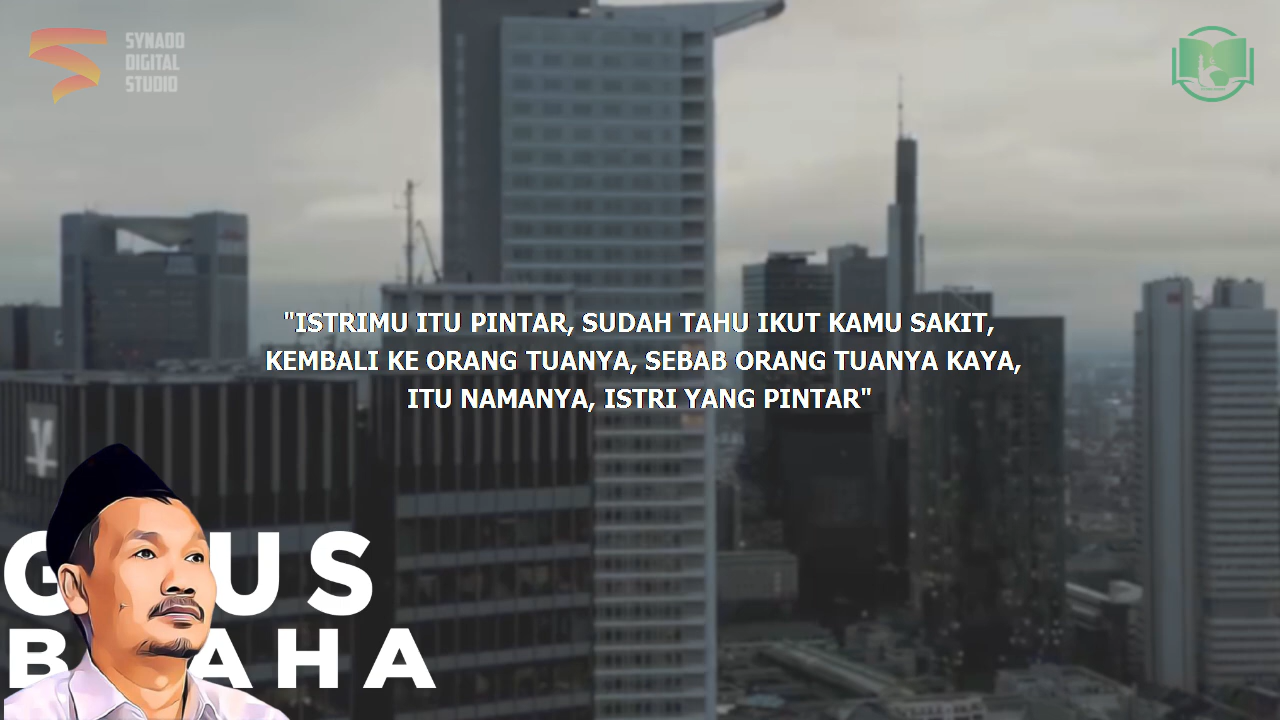 SYNADO
DIGITAL
STUDIO
"ISTRIMU ITU PINTAR, SUDAH TAHU IKUT KAMU SAKIT,
KEMBALI KE ORANG TUANYA, SEBAB ORANG TUANYA KAYA,
ITU NAMANYA, ISTRI YANG PINTAR"
GUS
BAHA